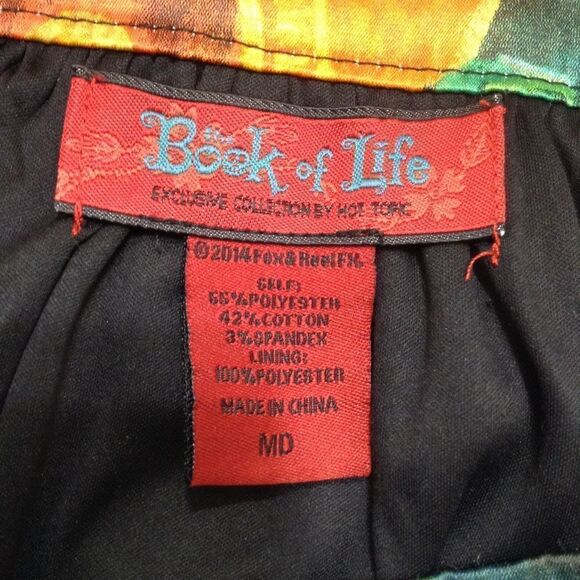 the
Book of Life
EXCLUSIVE COLLECTION BY HOT TOPIC
©2014 Fox & Reel FX.
SELF:
55%POLYESTER
42%COTTON
3%SPANDEX
LINING:
100%POLYESTER
MADE IN CHINA
MD